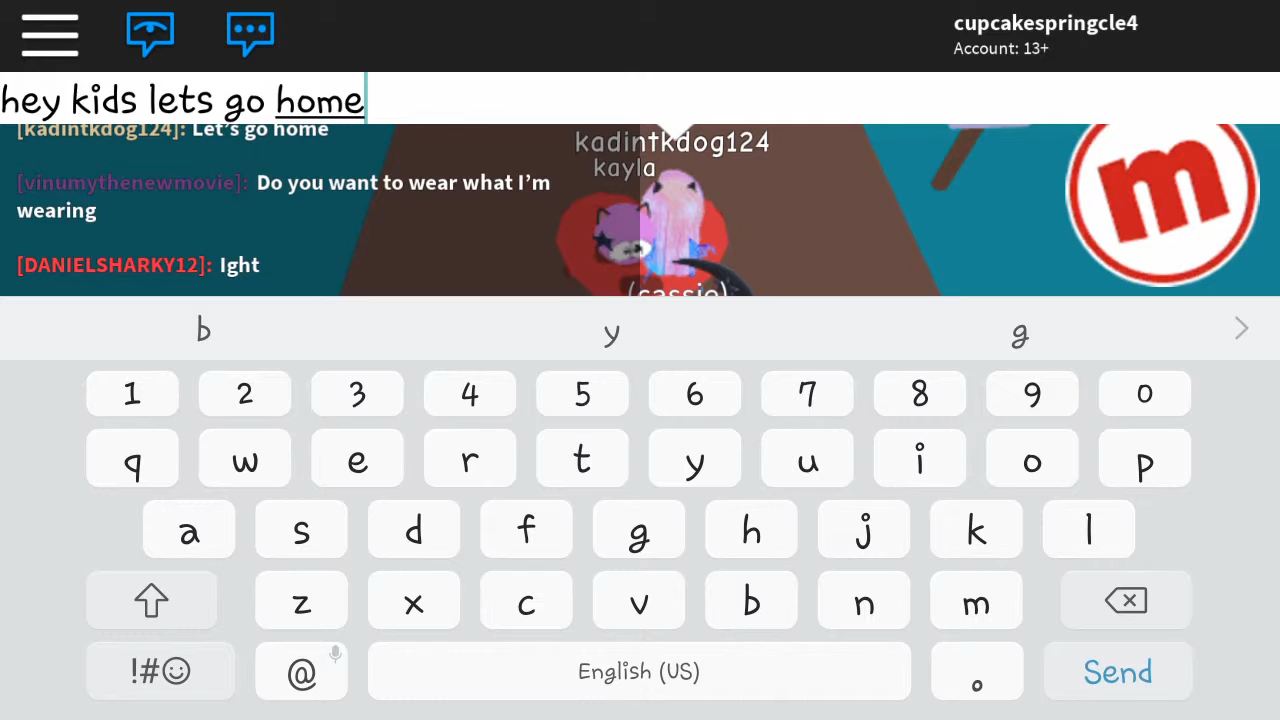 cupcakespringcle4
Account: 13+
hey kids lets go home
[kadintkdog124]: Let's go home
[vinumythenewmovie]: Do you want to wear what I'm
wearing
[DANIELSHARKY12]: Ight
kadintkdog124
kayla
(cassie)
m
b y g
1 2 3 4 5 6 7 8 9 0
q w e r t y u i o p
a s d f g h j k l
z x c v b n m
!#☺ @ English (US) . Send